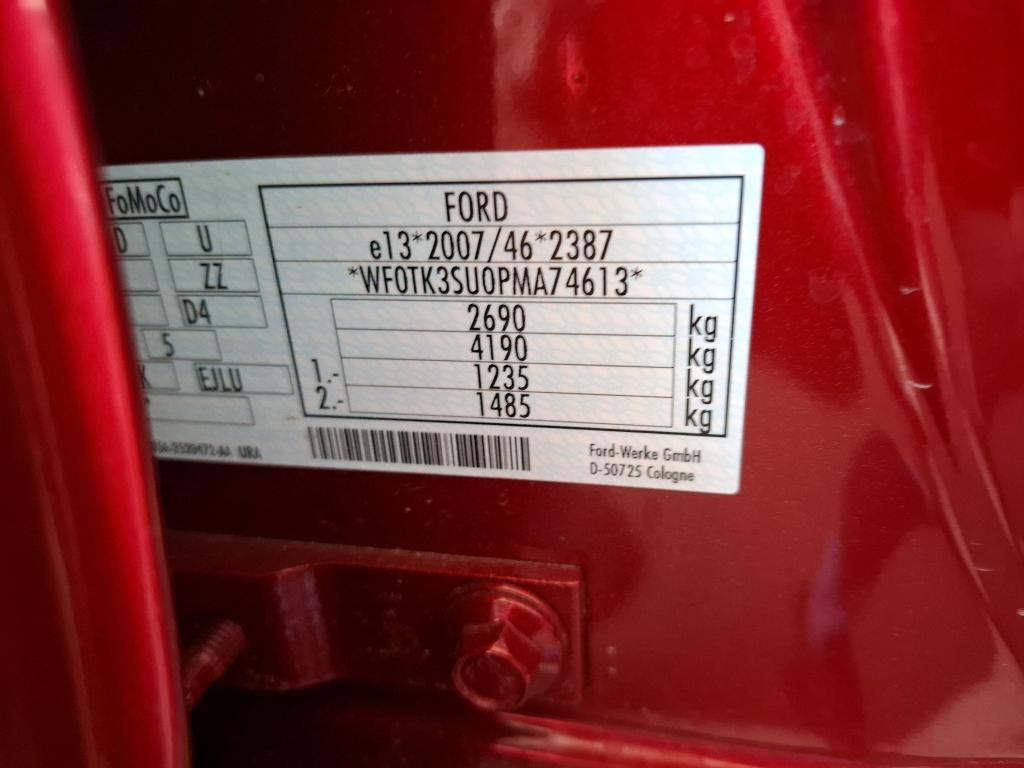 FoMoCo
D U
ZZ
D4
5
K EJLU
FORD
e13*2007/46*2387
*WF0TK3SU0PMA74613*
2690 kg
4190 kg
1.- 1235 kg
2.- 1485 kg
URA
Ford-Werke GmbH
D-50725 Cologne